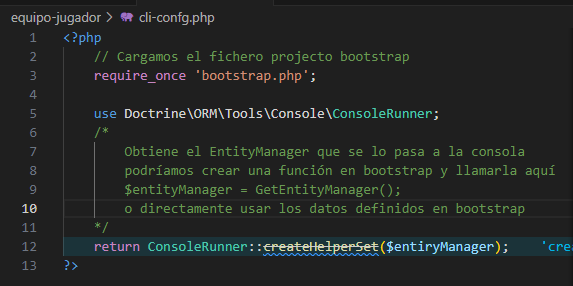 equipo-jugador > cli-confg.php
1 <?php
2 // Cargamos el fichero projecto bootstrap
3 require_once 'bootstrap.php';
4
5 use Doctrine\ORM\Tools\Console\ConsoleRunner;
6 /*
7 Obtiene el EntityManager que se lo pasa a la consola
8 podríamos crear una función en bootstrap y llamarla aquí
9 $entityManager = GetEntityManager();
10 o directamente usar los datos definidos en bootstrap
11 */
12 return ConsoleRunner::createHelperSet($entiryManager); 'crea
13 ?>